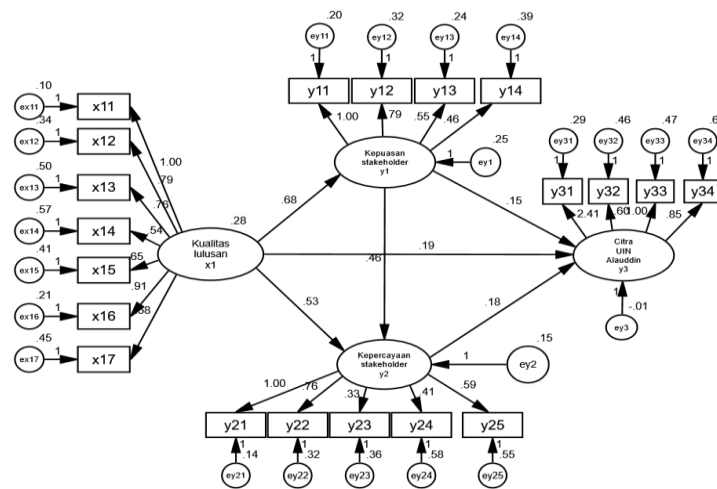 .20 .32 .24 .39
ey11 ey12 ey13 ey14
1 1 1 1
y11 y12 y13 y14
1.00 .79 .55 .46
Kepuasan
stakeholder
y1
1
ey1
.25
.10
ex11 1 x11
.34
ex12 1 x12
.50
ex13 1 x13
.57
ex14 1 x14
.41
ex15 1 x15
.21
ex16 1 x16
.45
ex17 1 x17
1.00
.79
.54
.65
.91
.28
Kualitas
lulusan
x1
.68
.15
.19
.46
.53
.18
.29 .46 .47
ey31 ey32 ey33 ey34
1 1 1 1
y31 y32 y33 y34
2.41 .60 1.00 .85
Citra
UIN
Alauddin
y3
1
-.01
ey3
Kepercayaan
stakeholder
y2
1
ey2
.15
1.00 .76 .33 .41 .59
y21 y22 y23 y24 y25
1 1 1 1 1
.14 .32 .36 .58 .55
ey21 ey22 ey23 ey24 ey25